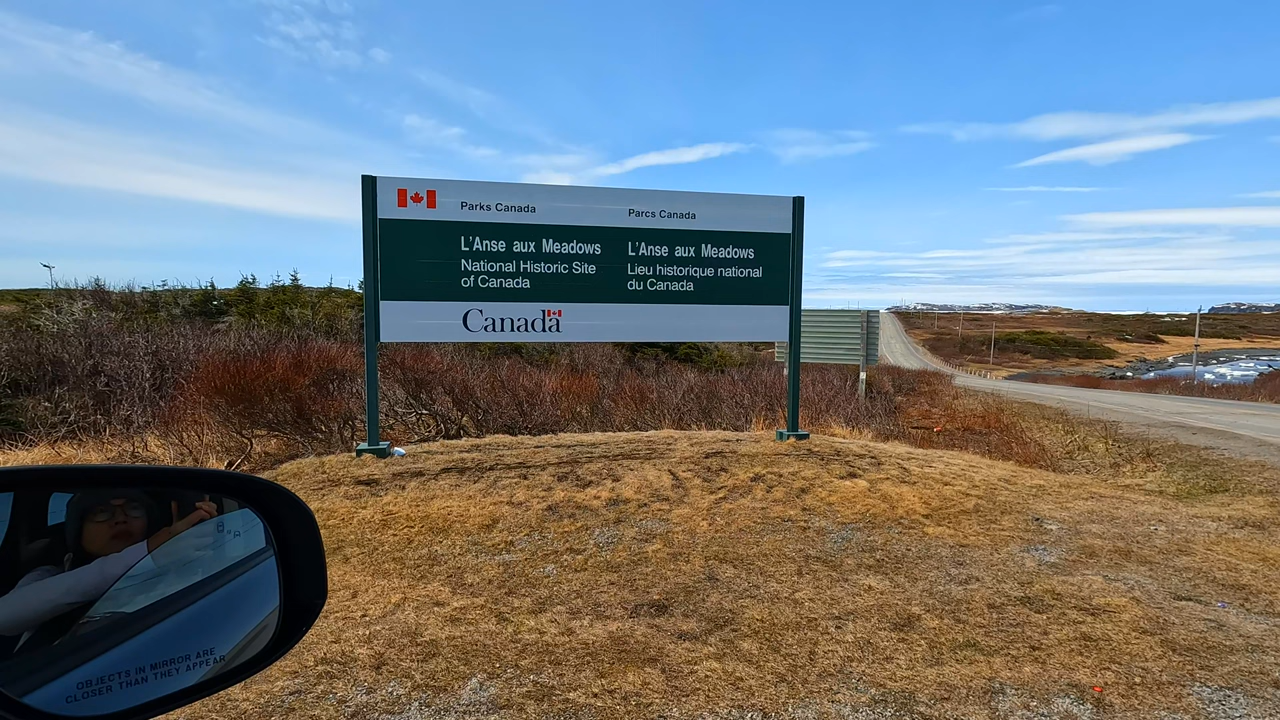 Parks Canada
Parcs Canada
L'Anse aux Meadows
National Historic Site
of Canada
L'Anse aux Meadows
Lieu historique national
du Canada
Canada
OBJECTS IN MIRROR ARE
CLOSER THAN THEY APPEAR